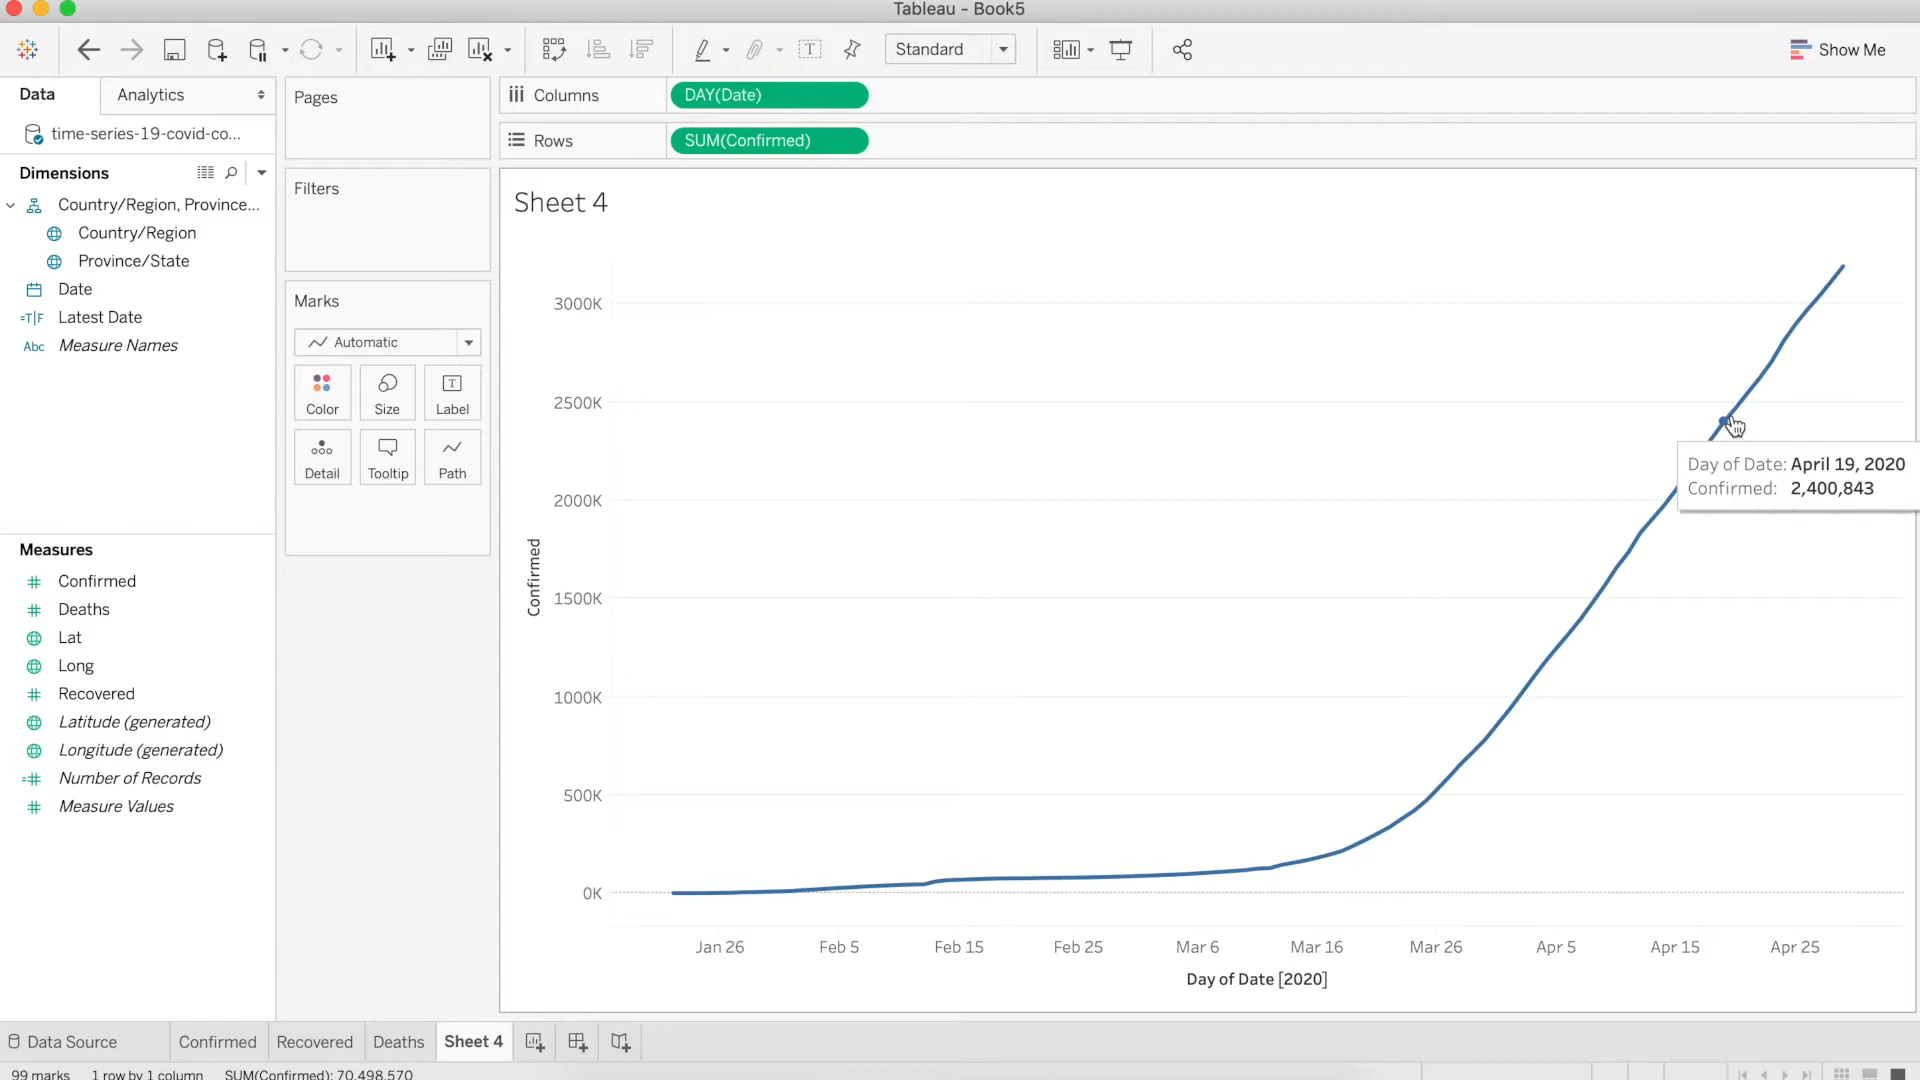 Tableau - Book5
Standard
Show Me
Data
Analytics
time-series-19-covid-co...
Dimensions
Country/Region, Province...
Country/Region
Province/State
Date
=T|F Latest Date
Abc Measure Names
Measures
Confirmed
Deaths
Lat
Long
Recovered
Latitude (generated)
Longitude (generated)
Number of Records
Measure Values
Pages
Filters
Marks
Automatic
Color
Size
Label
Detail
Tooltip
Path
Columns
DAY(Date)
Rows
SUM(Confirmed)
Sheet 4
3000K
2500K
2000K
1500K
1000K
500K
0K
Confirmed
Day of Date: April 19, 2020
Confirmed: 2,400,843
Jan 26
Feb 5
Feb 15
Feb 25
Mar 6
Mar 16
Mar 26
Apr 5
Apr 15
Apr 25
Day of Date [2020]
Data Source
Confirmed
Recovered
Deaths
Sheet 4
99 marks
1 row by 1 column
SUM(Confirmed): 70,498,570